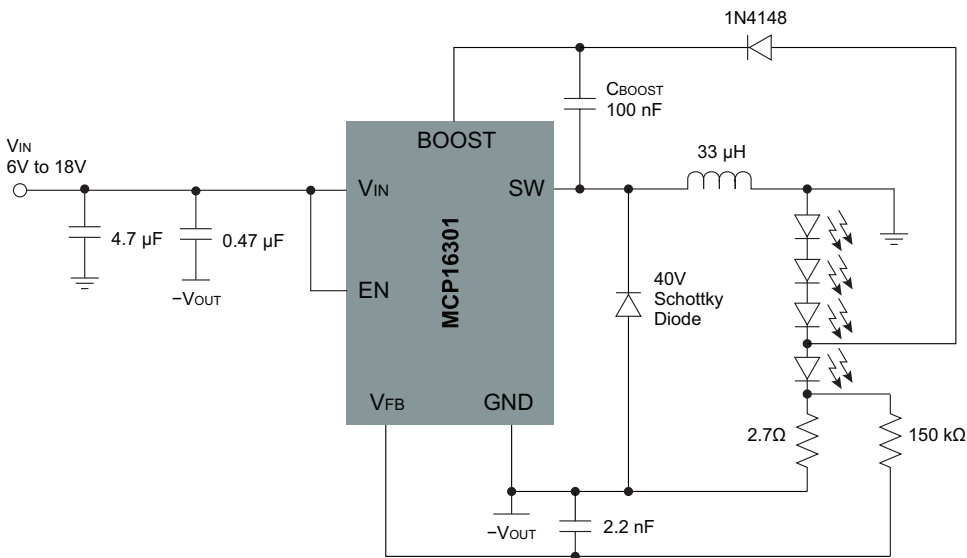 1N4148
CBOOST
100 nF
VIN
6V to 18V
BOOST
33 µH
VIN
SW
4.7 µF
0.47 µF
MCP16301
EN
40V
Schottky
Diode
–VOUT
VFB
GND
2.7Ω
150 kΩ
–VOUT
2.2 nF